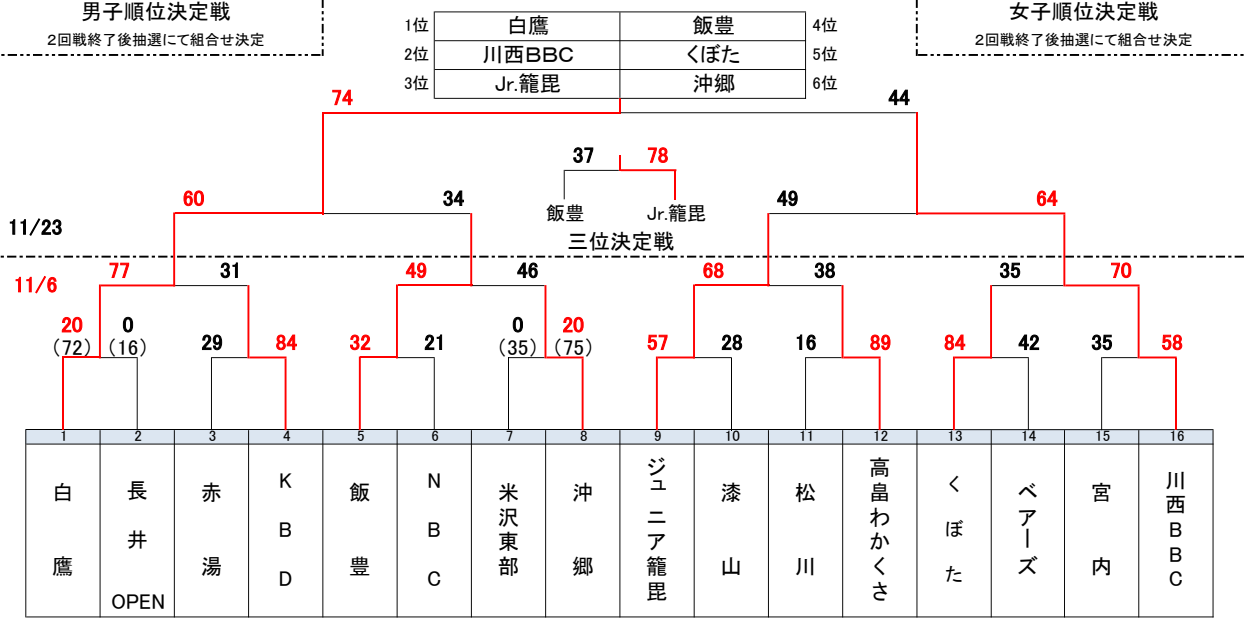 男子順位決定戦
2回戦終了後抽選にて組合せ決定
女子順位決定戦
2回戦終了後抽選にて組合せ決定
1位 白鷹 飯豊 4位
2位 川西BBC くぼた 5位
3位 Jr.籠毘 沖郷 6位
74 44
37 78
飯豊 Jr.籠毘
三位決定戦
60 34 49 64
11/23
11/6
77 31 49 46 68 38 35 70
20 0 29 84 32 21 0 20 57 28 16 89 84 42 35 58
(72) (16) (35) (75)
1 2 3 4 5 6 7 8 9 10 11 12 13 14 15 16
白鷹
長井OPEN
赤湯
KBD
飯豊
NBC
米沢東部
沖郷
ジュニア籠毘
漆山
松川
高畠わかくさ
くぼた
ベアーズ
宮内
川西BBC